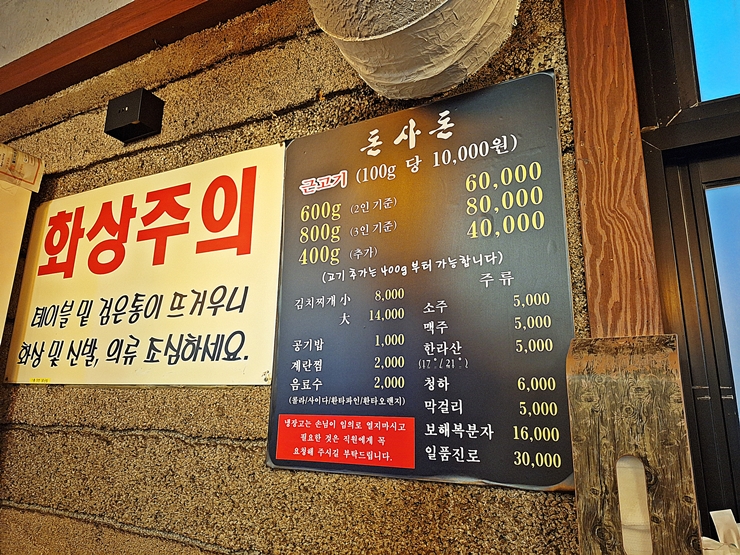 화상주의
테이블 밑 검은통이 뜨거우니
화상 및 신발, 의류 조심하세요.
돈사돈
근고기 (100g 당 10,000원)
600g (2인 기준) 60,000
800g (3인 기준) 80,000
400g (추가) 40,000
(고기 추가는 400g 부터 가능합니다)
김치찌개 小 8,000
大 14,000
공기밥 1,000
계란찜 2,000
음료수 2,000
(콜라/사이다/환타파인/환타오렌지)
냉장고는 손님이 임의로 열지마시고
필요한 것은 직원에게 꼭
요청해 주시길 부탁드립니다.
주류
소주 5,000
맥주 5,000
한라산 5,000
청하 6,000
막걸리 5,000
보해복분자 16,000
일품진로 30,000